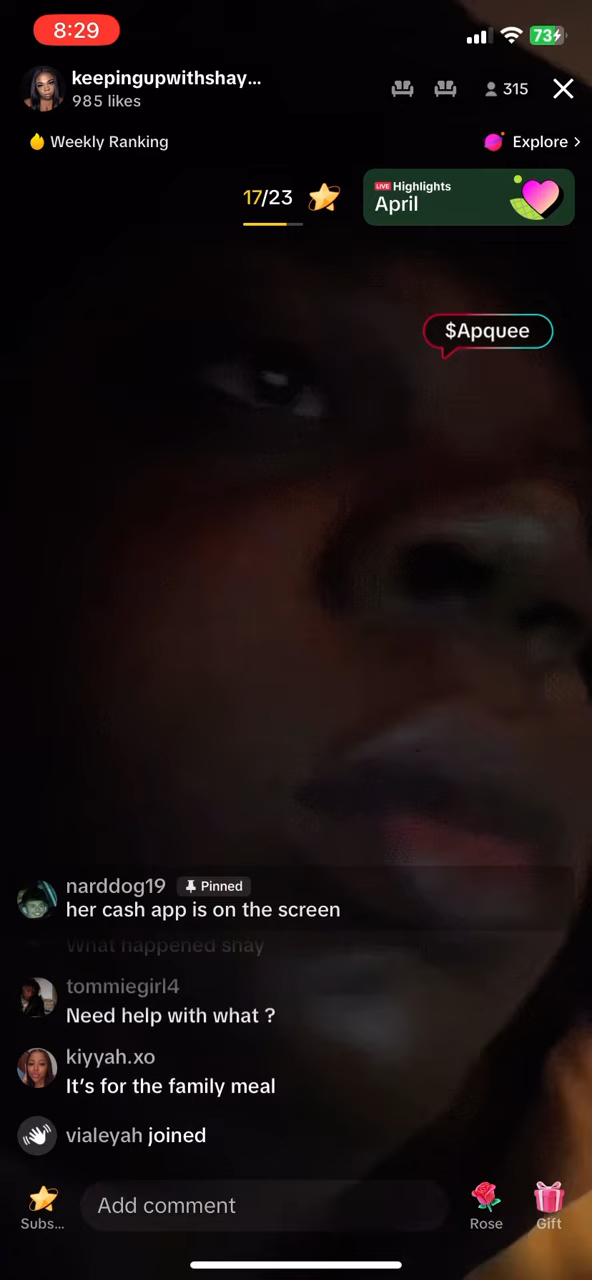 8:29
73
keepingupwithshay...
985 likes
315
Weekly Ranking
Explore >
17/23
LIVE Highlights
April
$Apquee
narddog19 Pinned
her cash app is on the screen
What happened shay
tommiegirl4
Need help with what ?
kiyyah.xo
It's for the family meal
vialeyah joined
Subs...
Add comment
Rose
Gift